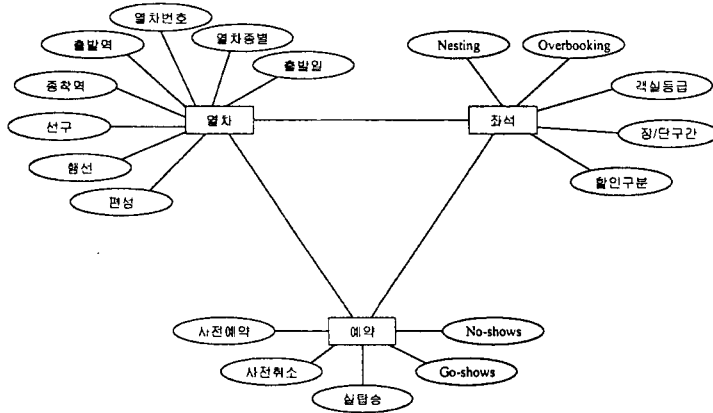 열차번호
열차종별
출발역
출발일
종착역
선구
행선
편성
열차
Nesting
Overbooking
객실등급
좌석
장/단구간
할인구분
사전예약
예약
No-shows
사전취소
Go-shows
실탑승